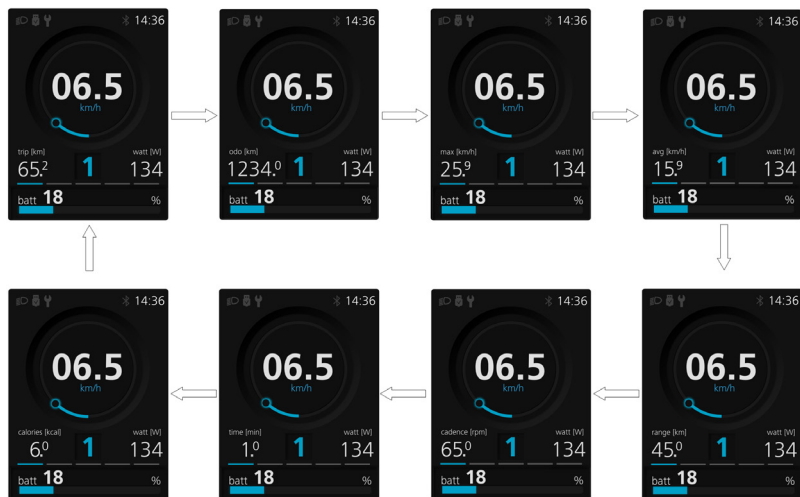 14:36
06.5
km/h
trip [km] watt [W]
65.2 1 134
batt 18 %
14:36
06.5
km/h
odo [km] watt [W]
1234.0 1 134
batt 18 %
14:36
06.5
km/h
max [km/h] watt [W]
25.9 1 134
batt 18 %
14:36
06.5
km/h
avg [km/h] watt [W]
15.9 1 134
batt 18 %
14:36
06.5
km/h
calories [kcal] watt [W]
6.0 1 134
batt 18 %
14:36
06.5
km/h
time [min] watt [W]
1.0 1 134
batt 18 %
14:36
06.5
km/h
cadence [rpm] watt [W]
65.0 1 134
batt 18 %
14:36
06.5
km/h
range [km] watt [W]
45.0 1 134
batt 18 %